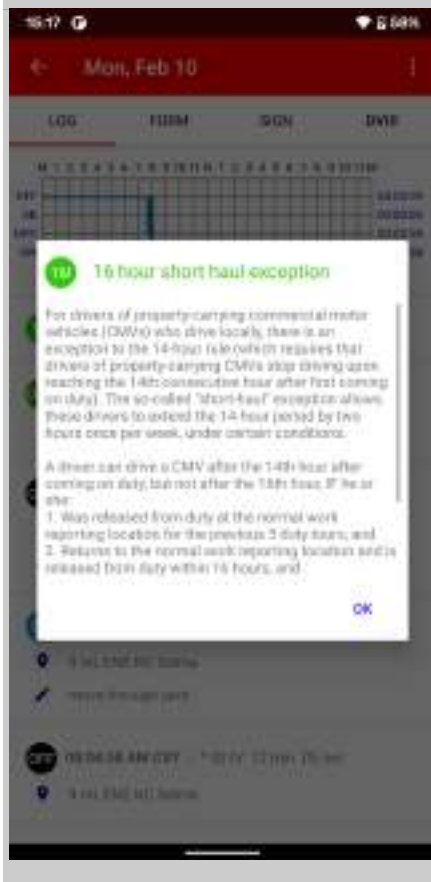 15:17
Mon, Feb 10
LOG FORM SIGN DVIR
16 hour short haul exception
For drivers of property-carrying commercial motor
vehicles (CMVs) who drive locally, there is an
exception to the 14-hour rule (which requires that
drivers of property-carrying CMVs stop driving upon
reaching the 14th consecutive hour after first coming
on duty). The so-called "short-haul" exception allows
these drivers to extend the 14-hour period by two
hours once per week, under certain conditions.
A driver can drive a CMV after the 14th hour after
coming on duty, but not after the 16th hour, IF he or
she:
1. Was released from duty at the normal work
reporting location for the previous 5 duty tours, and
2. Returns to the normal work reporting location and is
released from duty within 16 hours, and
OK
move through yard
OFF